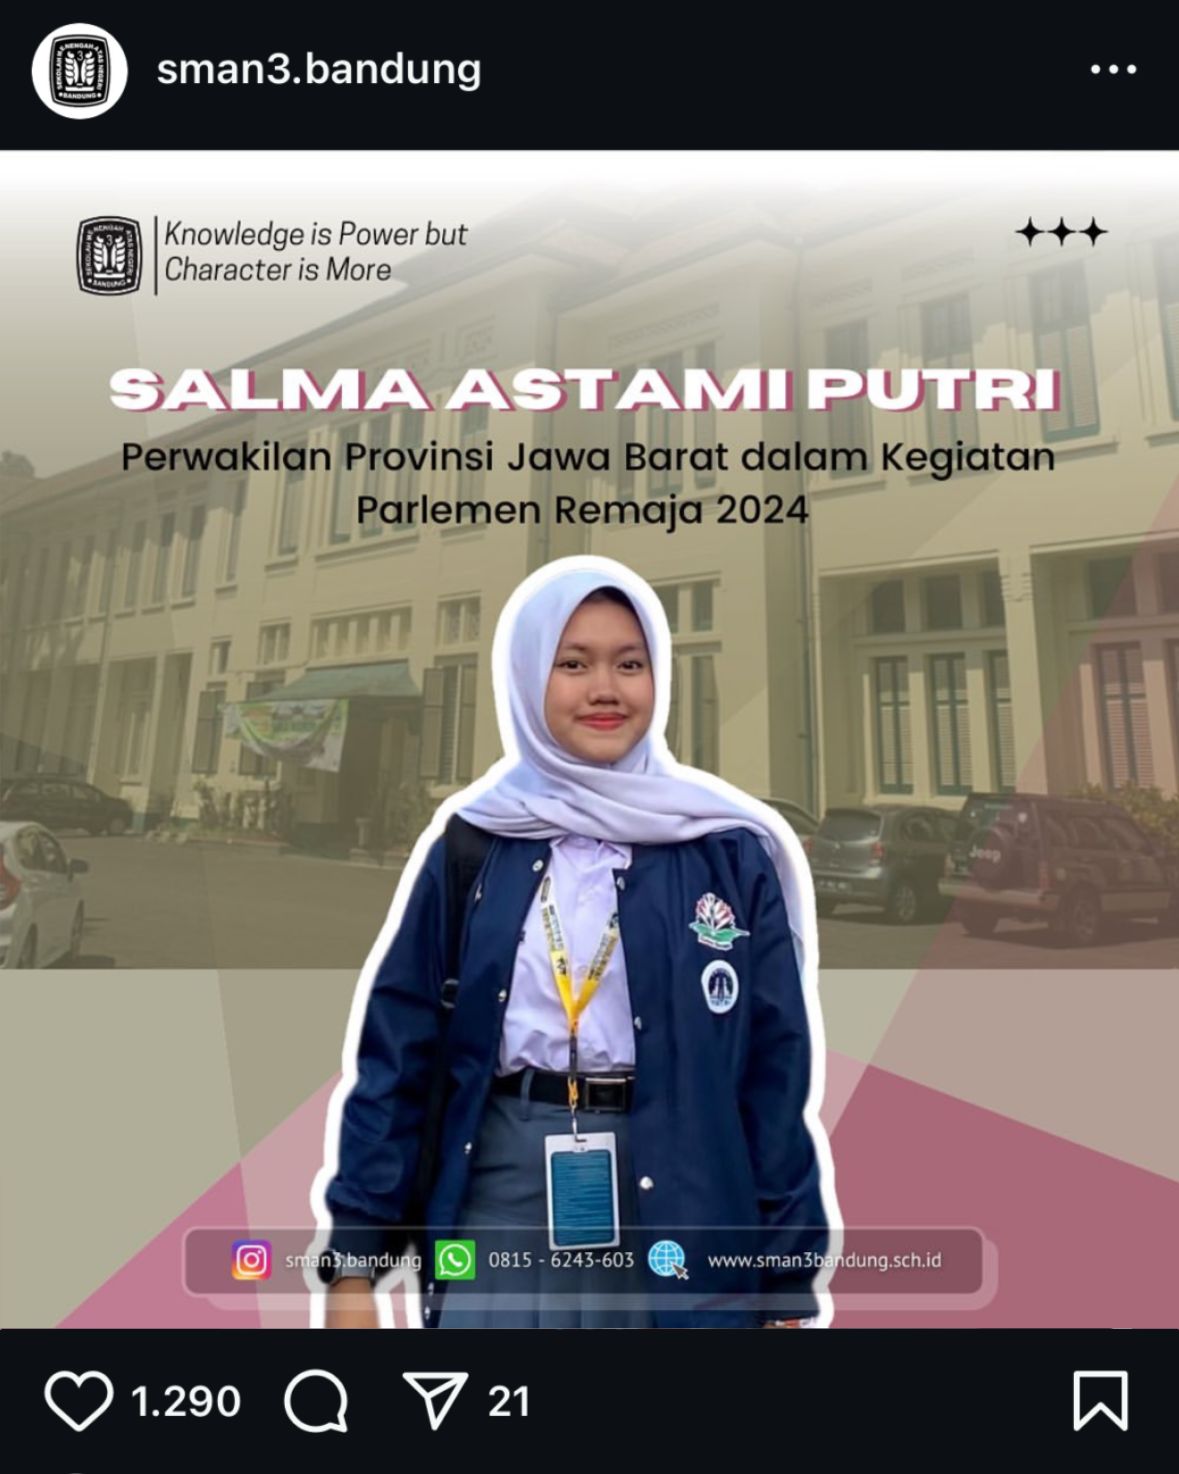 sman3.bandung
Knowledge is Power but
Character is More
SALMA ASTAMI PUTRI
Perwakilan Provinsi Jawa Barat dalam Kegiatan
Parlemen Remaja 2024
Jeep
sman3.bandung 0815 - 6243-603 www.sman3bandung.sch.id
1.290 21